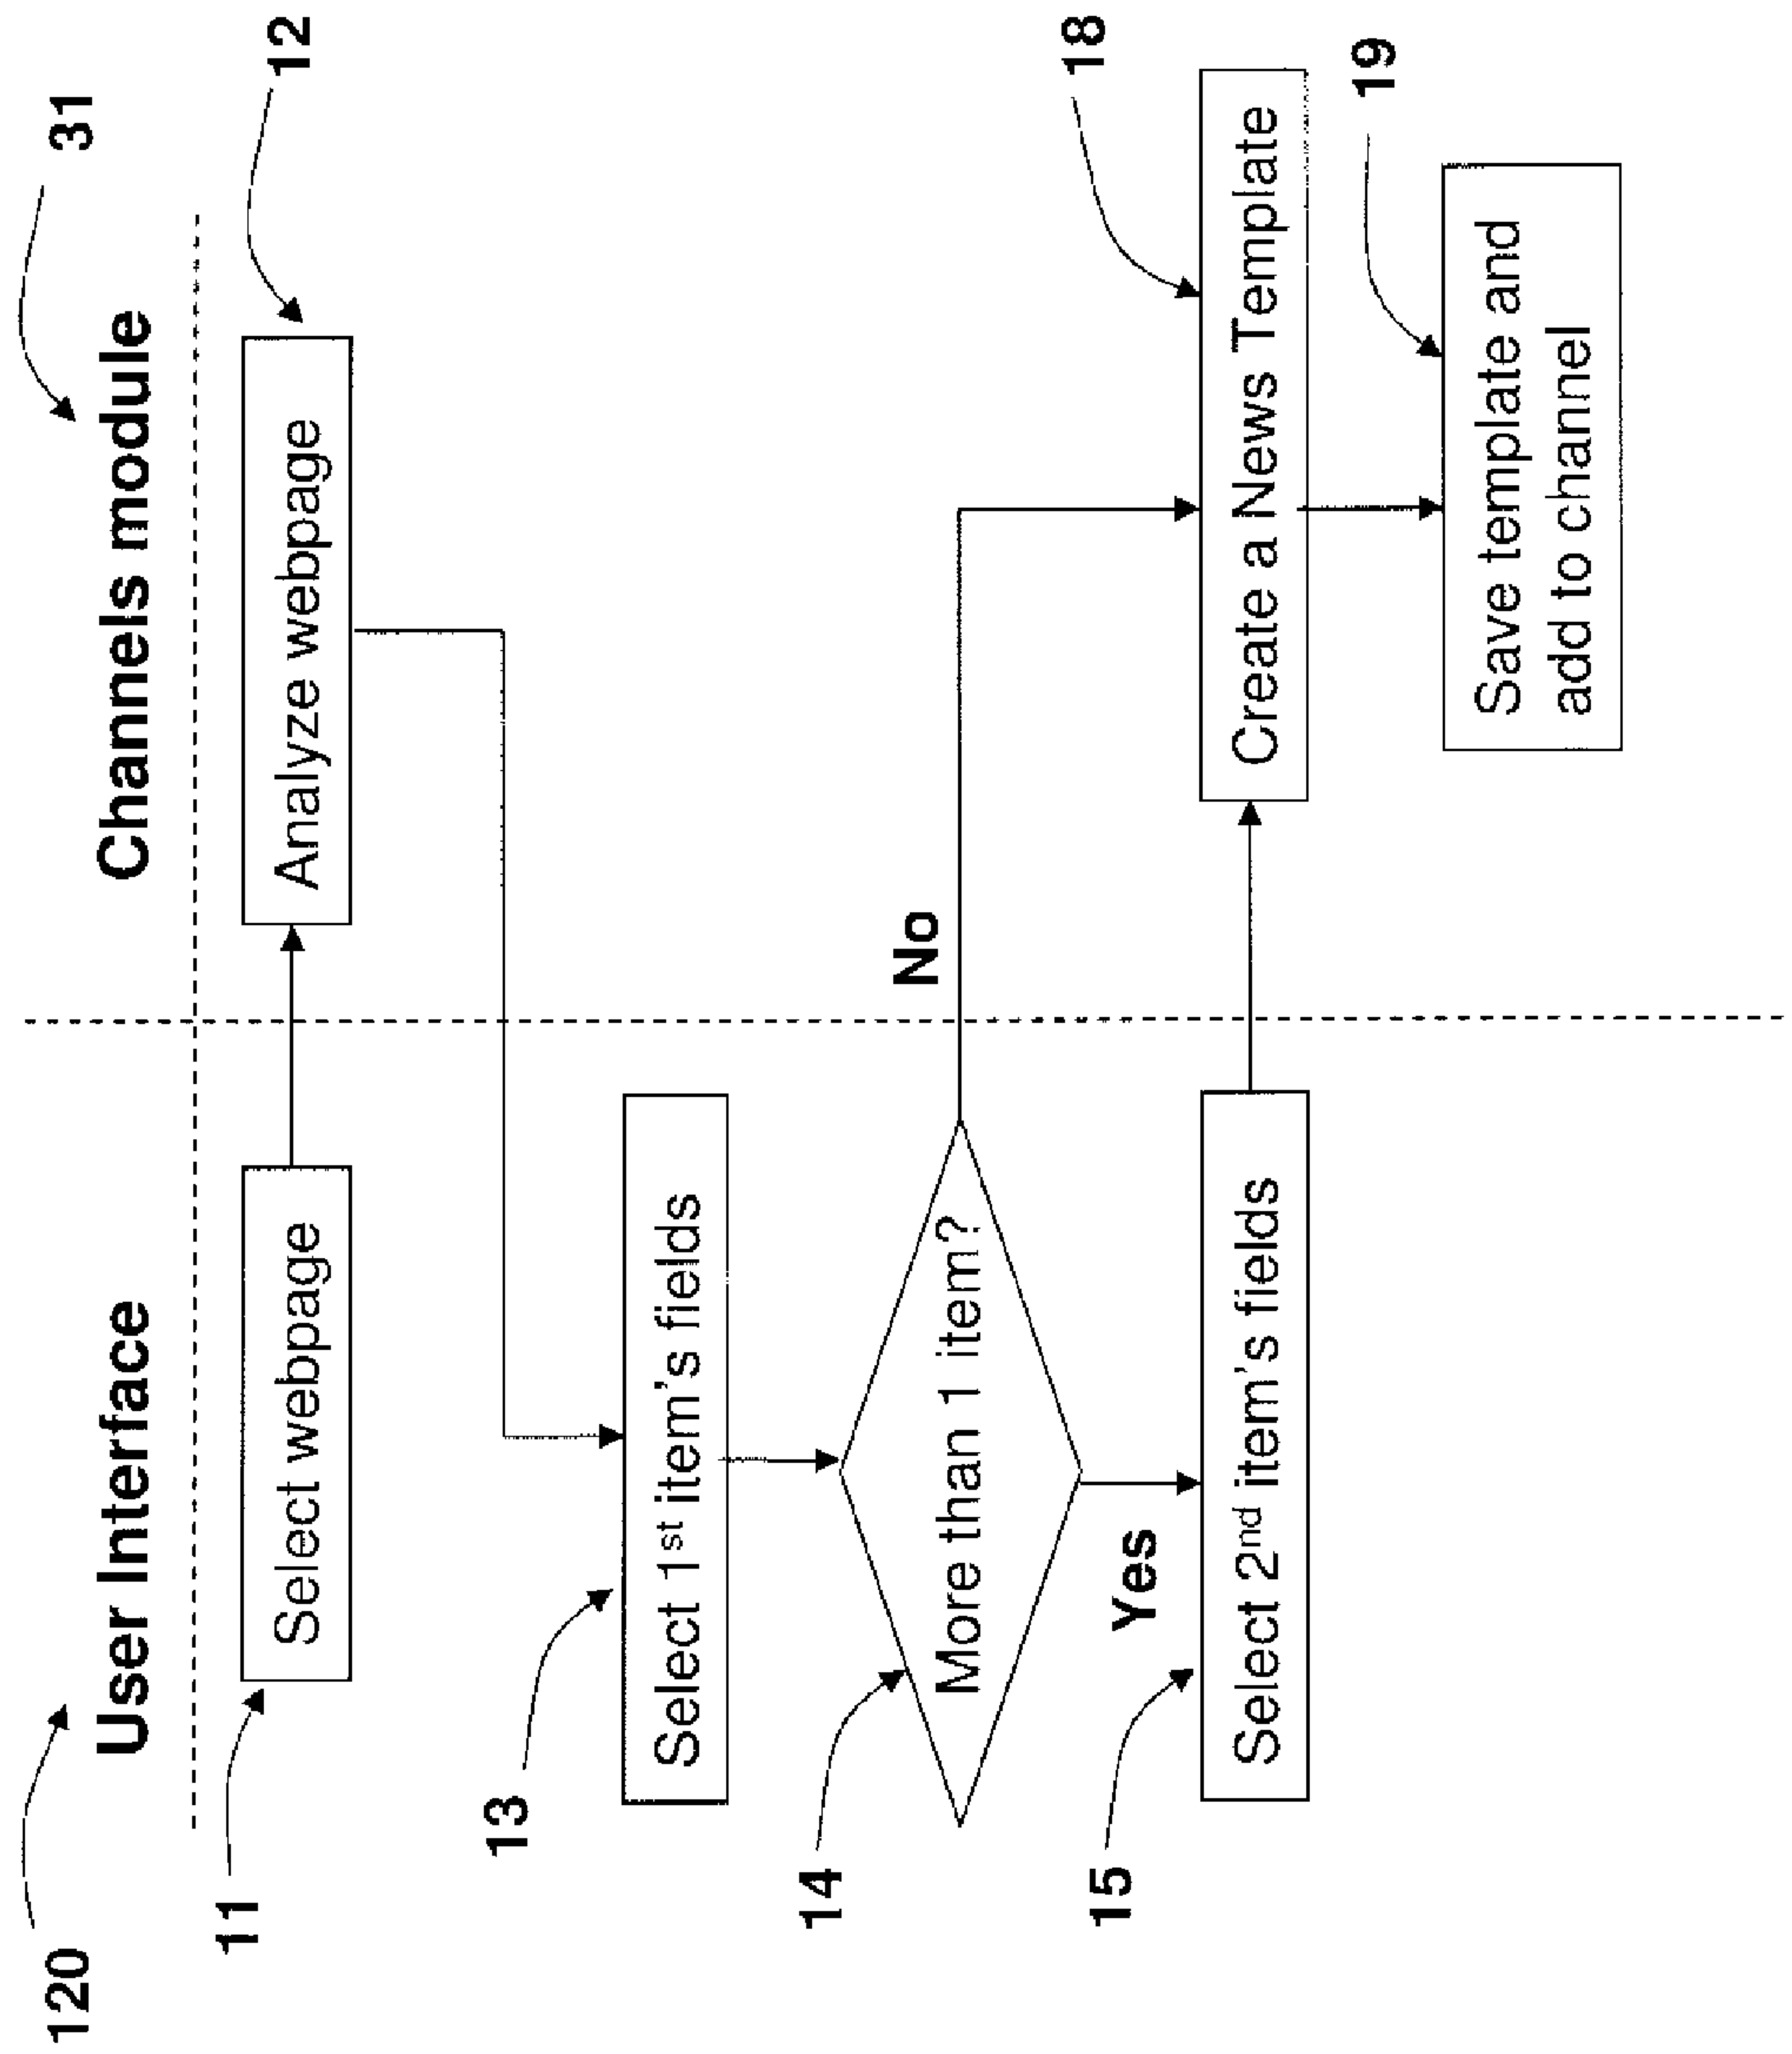 120
User Interface
31
Channels module
11
Select webpage
Analyze webpage
12
13
Select 1st item's fields
14
More than 1 item?
No
Yes
15
Select 2nd item's fields
18
Create a News Template
19
Save template and
add to channel